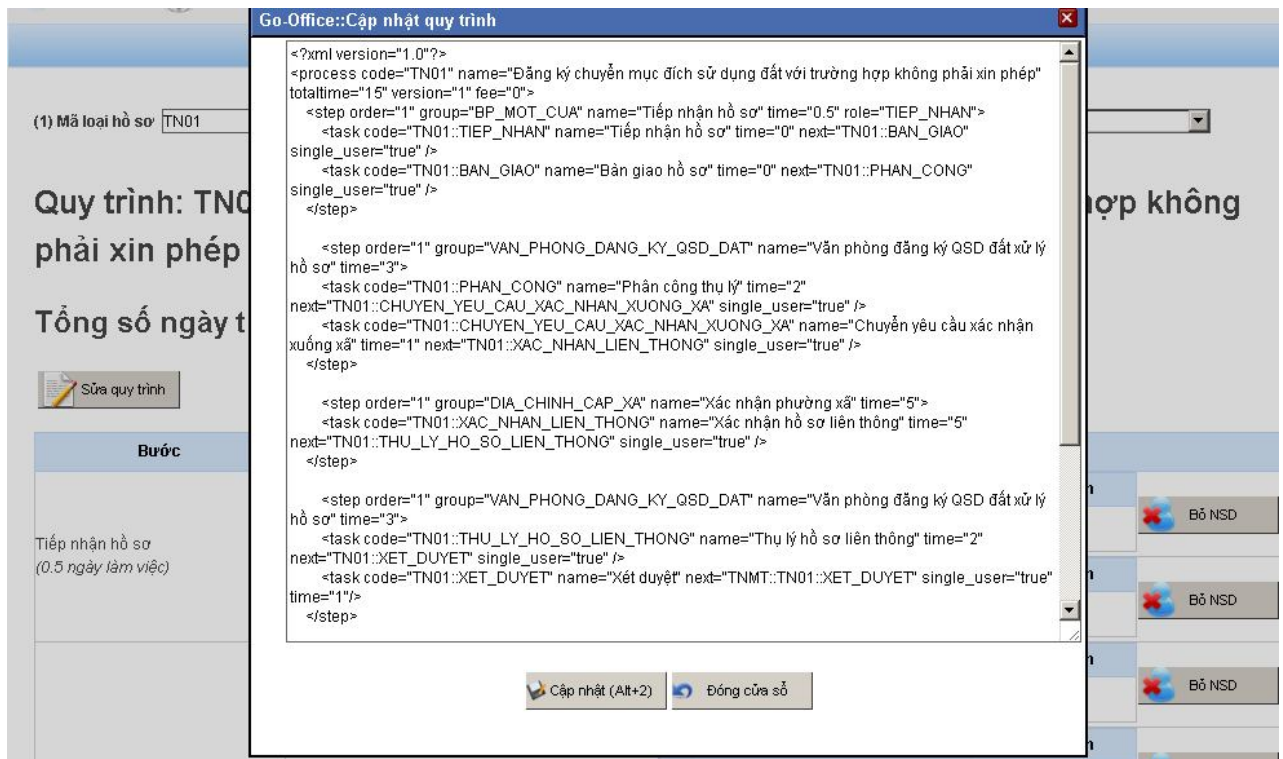 Go-Office::Cập nhật quy trình
<?xml version="1.0"?>
<process code="TN01" name="Đăng ký chuyển mục đích sử dụng đất với trường hợp không phải xin phép"
totaltime="15" version="1" fee="0">
<step order="1" group="BP_MOT_CUA" name="Tiếp nhận hồ sơ" time="0.5" role="TIEP_NHAN">
<task code="TN01::TIEP_NHAN" name="Tiếp nhận hồ sơ" time="0" next="TN01::BAN_GIAO"
single_user="true" />
<task code="TN01::BAN_GIAO" name="Bàn giao hồ sơ" time="0" next="TN01::PHAN_CONG"
single_user="true" />
</step>
<step order="1" group="VAN_PHONG_DANG_KY_QSD_DAT" name="Văn phòng đăng ký QSD đất xử lý
hồ sơ" time="3">
<task code="TN01::PHAN_CONG" name="Phân công thụ lý" time="2"
next="TN01::CHUYEN_YEU_CAU_XAC_NHAN_XUONG_XA" single_user="true" />
<task code="TN01::CHUYEN_YEU_CAU_XAC_NHAN_XUONG_XA" name="Chuyển yêu cầu xác nhận
xuống xã" time="1" next="TN01::XAC_NHAN_LIEN_THONG" single_user="true" />
</step>
<step order="1" group="DIA_CHINH_CAP_XA" name="Xác nhận phường xã" time="5">
<task code="TN01::XAC_NHAN_LIEN_THONG" name="Xác nhận hồ sơ liên thông" time="5"
next="TN01::THU_LY_HO_SO_LIEN_THONG" single_user="true" />
</step>
<step order="1" group="VAN_PHONG_DANG_KY_QSD_DAT" name="Văn phòng đăng ký QSD đất xử lý
hồ sơ" time="3">
<task code="TN01::THU_LY_HO_SO_LIEN_THONG" name="Thụ lý hồ sơ liên thông" time="2"
next="TN01::XET_DUYET" single_user="true" />
<task code="TN01::XET_DUYET" name="Xét duyệt" next="TNMT::TN01::XET_DUYET" single_user="true"
time="1"/>
</step>
Cập nhật (Alt+2) Đóng cửa sổ
(1) Mã loại hồ sơ TN01
Quy trình: TN0 hợp không
phải xin phép
Tổng số ngày t
Sửa quy trình
Bước
Tiếp nhận hồ sơ
(0.5 ngày làm việc)
Bỏ NSD
Bỏ NSD
Bỏ NSD